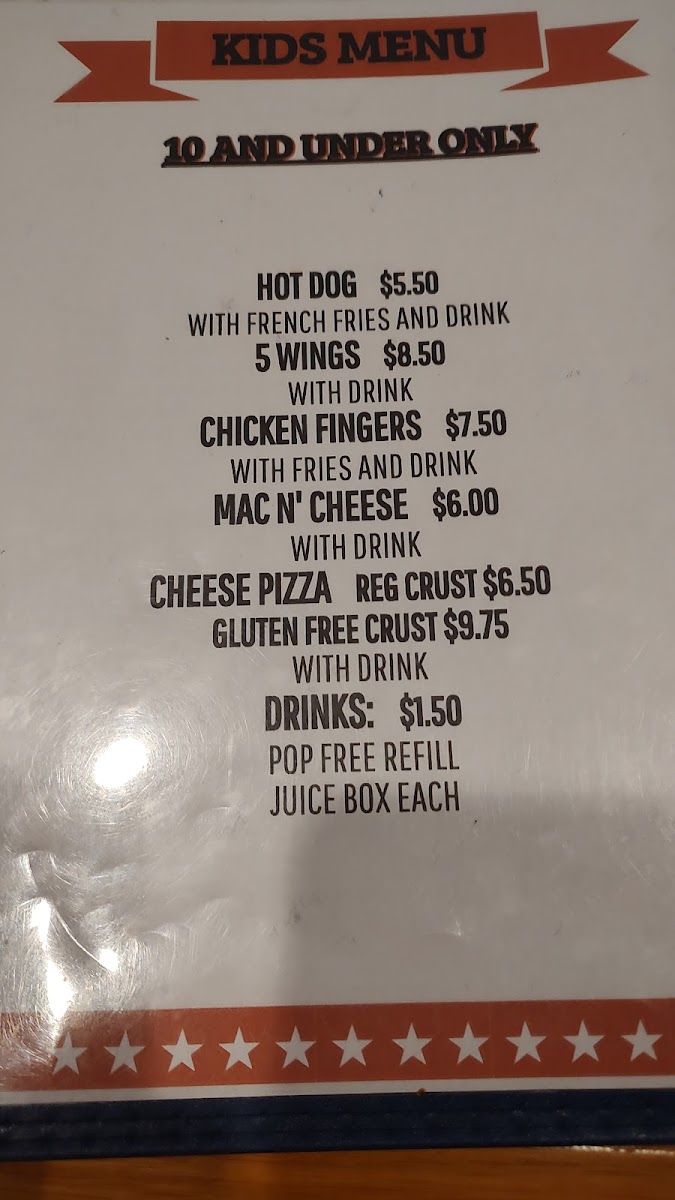 KIDS MENU
10 AND UNDER ONLY
HOT DOG $5.50
WITH FRENCH FRIES AND DRINK
5 WINGS $8.50
WITH DRINK
CHICKEN FINGERS $7.50
WITH FRIES AND DRINK
MAC N' CHEESE $6.00
WITH DRINK
CHEESE PIZZA REG CRUST $6.50
GLUTEN FREE CRUST $9.75
WITH DRINK
DRINKS: $1.50
POP FREE REFILL
JUICE BOX EACH